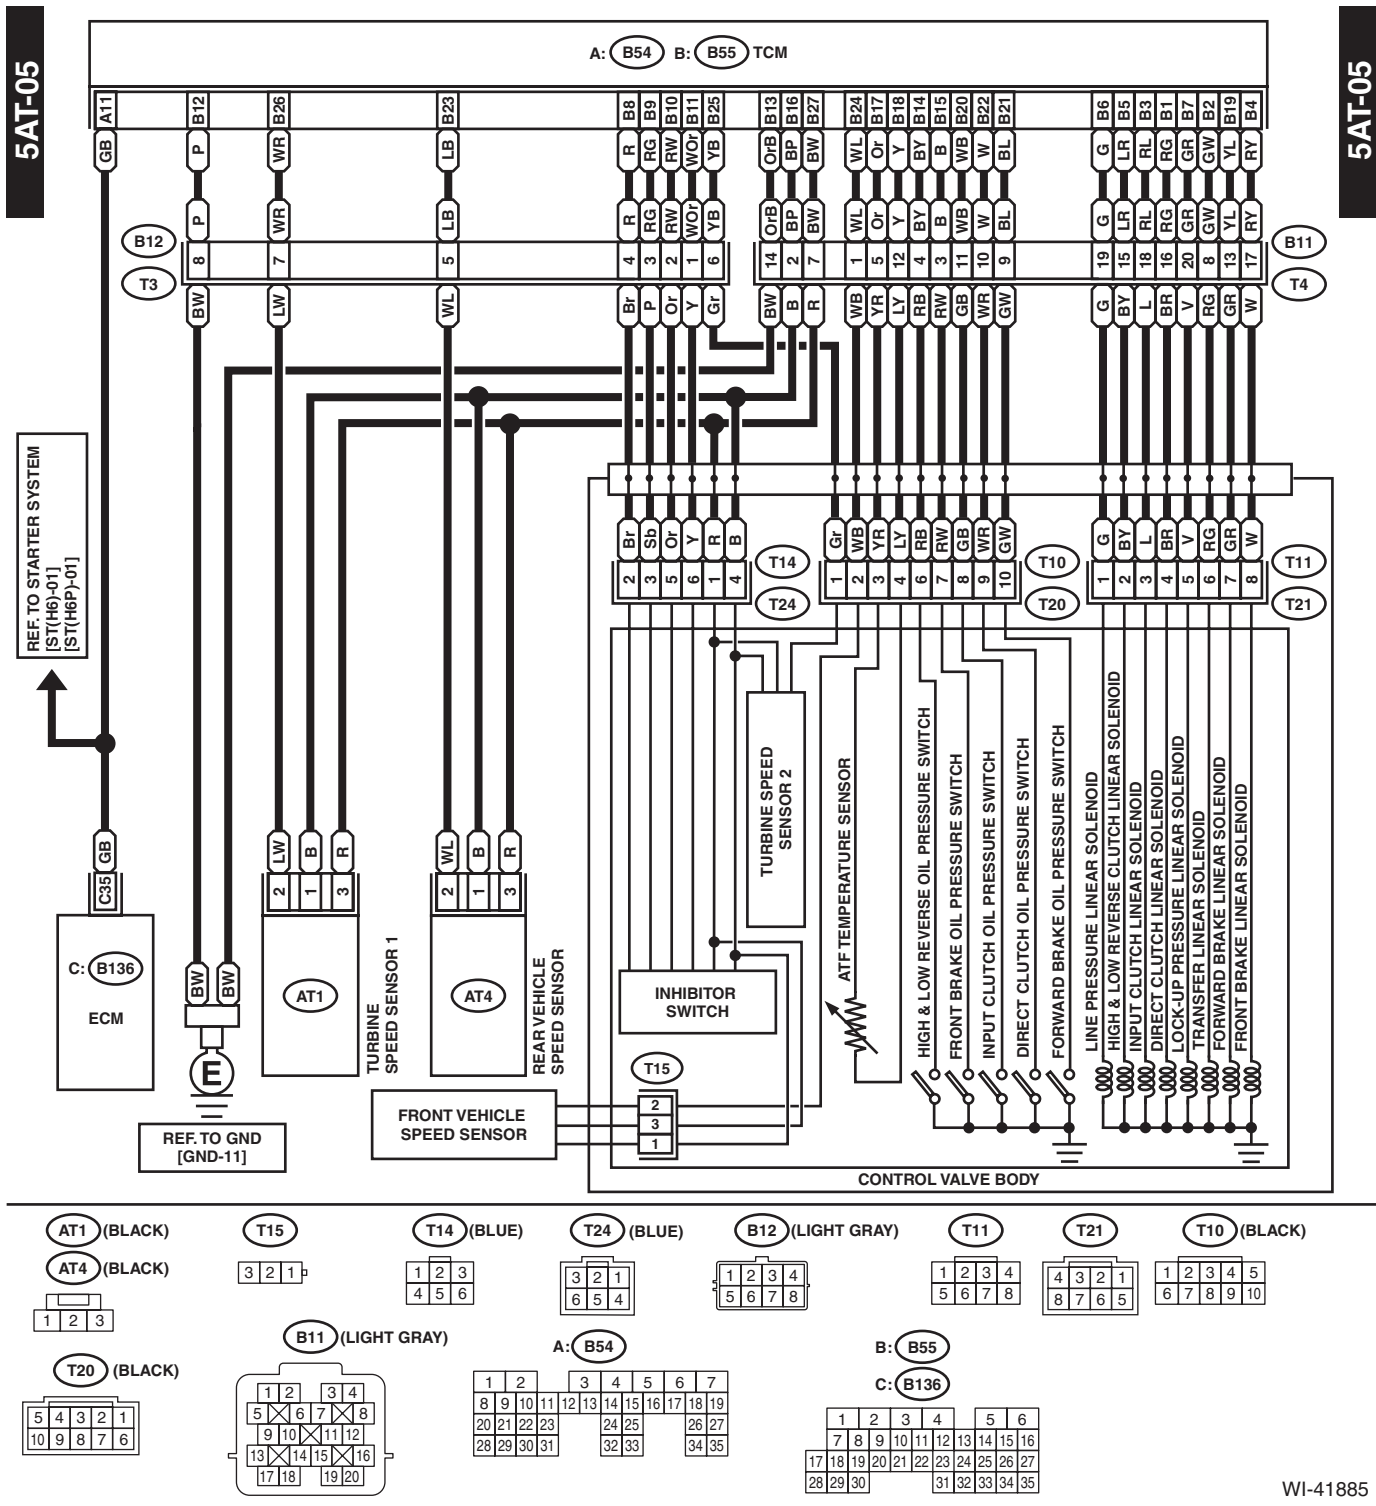 5AT-05
5AT-05
A: B54 B: B55 TCM
A11 B12 B26 B23 B8 B9 B10 B11 B25 B13 B16 B27 B24 B17 B18 B14 B15 B20 B22 B21 B6 B5 B3 B1 B7 B2 B19 B4
GB P WR LB R RG RW WOr YB OrB BP BW WL Or Y BY B WB W BL G LR RL RG GR GW YL RY
P WR LB R RG RW WOr YB OrB BP BW WL Or Y BY B WB W BL G LR RL RG GR GW YL RY
B12 B11
8 7 5 4 3 2 1 6 14 2 7 1 5 12 4 3 11 10 9 19 15 18 16 20 8 13 17
T3 T4
BW LW WL Br P Or Y Gr BW B R WB YR LY RB RW GB WR GW G BY L BR V RG GR W
REF. TO STARTER SYSTEM
[ST(H6)-01]
[ST(H6P)-01]
Br Sb Or Y R B Gr WB YR LY RB RW GB WR GW G BY L BR V RG GR W
T14 T10 T11
2 3 5 6 1 4 1 2 3 4 6 7 8 9 10 1 2 3 4 5 6 7 8
T24 T20 T21
TURBINE SPEED
SENSOR 2
ATF TEMPERATURE SENSOR
HIGH & LOW REVERSE OIL PRESSURE SWITCH
FRONT BRAKE OIL PRESSURE SWITCH
INPUT CLUTCH OIL PRESSURE SWITCH
DIRECT CLUTCH OIL PRESSURE SWITCH
FORWARD BRAKE OIL PRESSURE SWITCH
LINE PRESSURE LINEAR SOLENOID
HIGH & LOW REVERSE CLUTCH LINEAR SOLENOID
INPUT CLUTCH LINEAR SOLENOID
DIRECT CLUTCH LINEAR SOLENOID
LOCK-UP PRESSURE LINEAR SOLENOID
TRANSFER LINEAR SOLENOID
FORWARD BRAKE LINEAR SOLENOID
FRONT BRAKE LINEAR SOLENOID
GB LW B R WL B R
C35 2 1 3 2 1 3
C: B136
ECM
BW BW
E
REF. TO GND
[GND-11]
AT1
TURBINE
SPEED SENSOR 1
AT4
REAR VEHICLE
SPEED SENSOR
INHIBITOR
SWITCH
T15
FRONT VEHICLE
SPEED SENSOR
2
3
1
CONTROL VALVE BODY
AT1 (BLACK)
AT4 (BLACK)
1 2 3
T15
3 2 1
T14 (BLUE)
1 2 3
4 5 6
T24 (BLUE)
3 2 1
6 5 4
B12 (LIGHT GRAY)
1 2 3 4
5 6 7 8
T11
1 2 3 4
5 6 7 8
T21
4 3 2 1
8 7 6 5
T10 (BLACK)
1 2 3 4 5
6 7 8 9 10
T20 (BLACK)
5 4 3 2 1
10 9 8 7 6
B11 (LIGHT GRAY)
1 2 3 4
5 6 7 8
9 10 11 12
13 14 15 16
17 18 19 20
A: B54
1 2 3 4 5 6 7
8 9 10 11 12 13 14 15 16 17 18 19
20 21 22 23 24 25 26 27
28 29 30 31 32 33 34 35
B: B55
C: B136
1 2 3 4 5 6
7 8 9 10 11 12 13 14 15 16
17 18 19 20 21 22 23 24 25 26 27
28 29 30 31 32 33 34 35
WI-41885